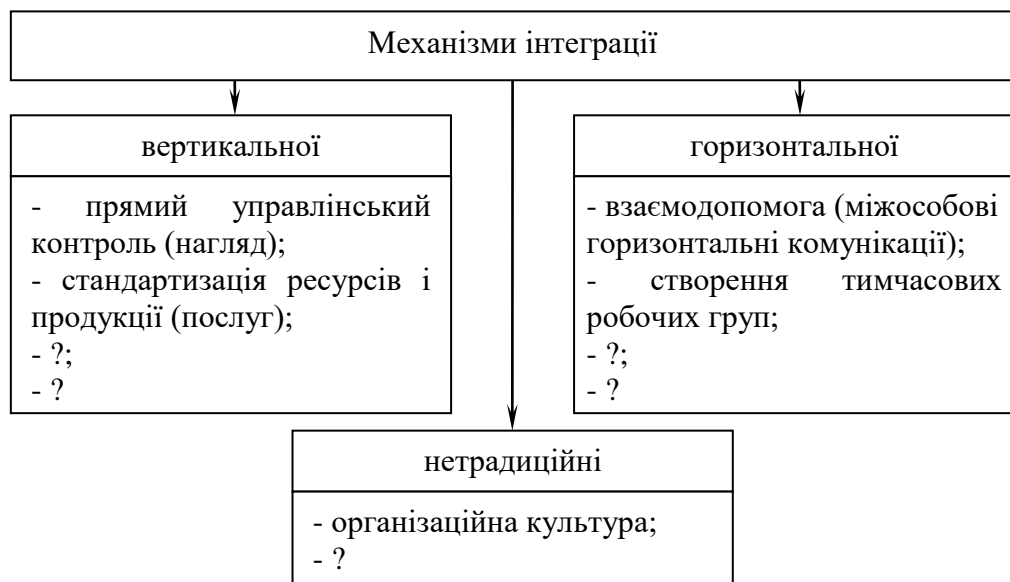 Механізми інтеграції
вертикальної
- прямий управлінський
контроль (нагляд);
- стандартизація ресурсів і
продукції (послуг);
- ?;
- ?
горизонтальної
- взаємодопомога (міжособові
горизонтальні комунікації);
- створення тимчасових
робочих груп;
- ?;
- ?
нетрадиційні
- організаційна культура;
- ?